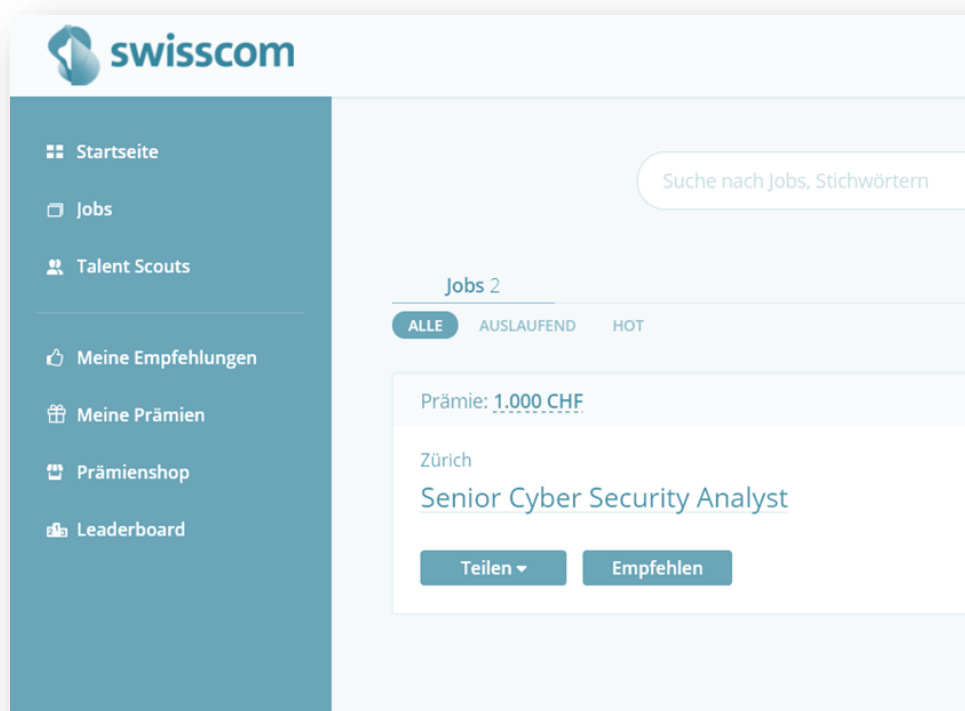 swisscom
Startseite
Jobs
Talent Scouts
Meine Empfehlungen
Meine Prämien
Prämienshop
Leaderboard
Suche nach Jobs, Stichwörtern
Jobs 2
ALLE AUSLAUFEND HOT
Prämie: 1.000 CHF
Zürich
Senior Cyber Security Analyst
Teilen Empfehlen